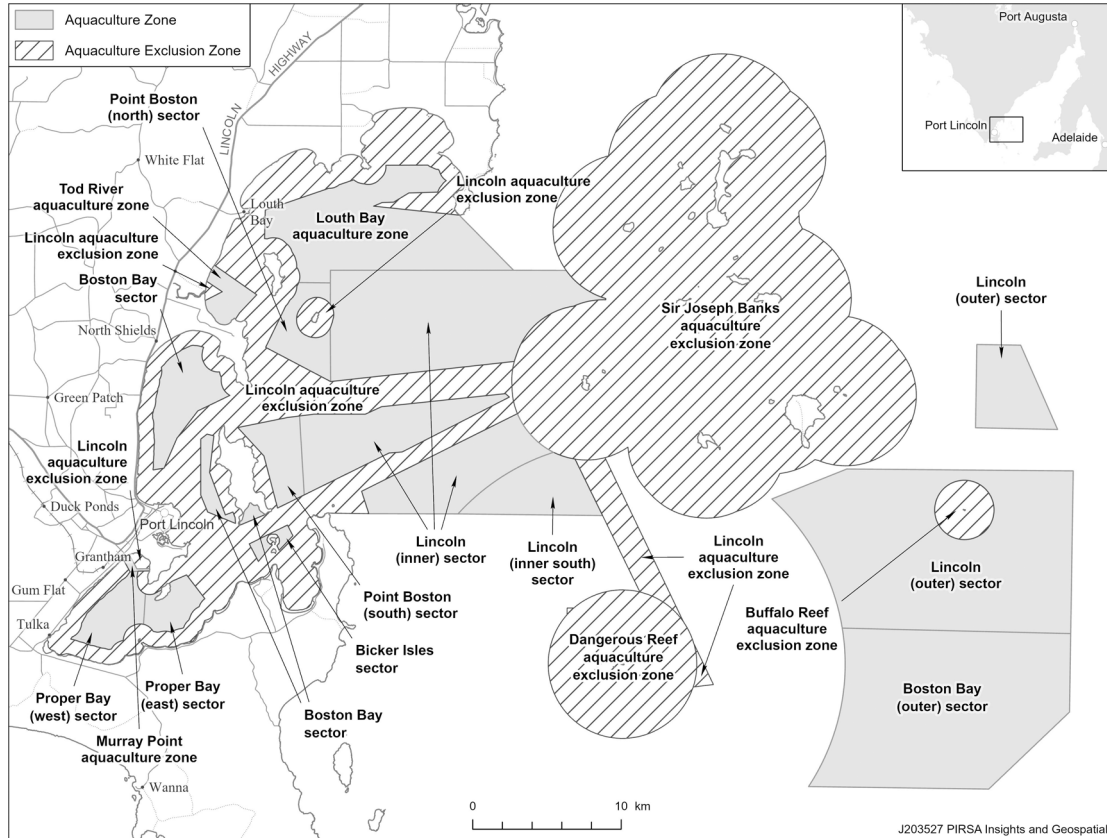 Aquaculture Zone
Aquaculture Exclusion Zone
Port Augusta
Port Lincoln
Adelaide
HIGHWAY
LINCOLN
Point Boston
(north) sector
White Flat
Tod River
aquaculture zone
Lincoln aquaculture
exclusion zone
Louth
Bay
Louth Bay
aquaculture zone
Lincoln aquaculture
exclusion zone
Boston Bay
sector
North Shields
Sir Joseph Banks
aquaculture
exclusion zone
Lincoln
(outer) sector
Green Patch
Lincoln aquaculture
exclusion zone
Lincoln
aquaculture
exclusion zone
Duck Ponds
Port Lincoln
Grantham
Gum Flat
Tulka
Lincoln
(inner) sector
Lincoln
(inner south)
sector
Lincoln
aquaculture
exclusion zone
Lincoln
(outer) sector
Point Boston
(south) sector
Buffalo Reef
aquaculture
exclusion zone
Bicker Isles
sector
Dangerous Reef
aquaculture
exclusion zone
Proper Bay
(west) sector
Proper Bay
(east) sector
Boston Bay
sector
Boston Bay
(outer) sector
Murray Point
aquaculture zone
Wanna
0 10 km
J203527 PIRSA Insights and Geospatial